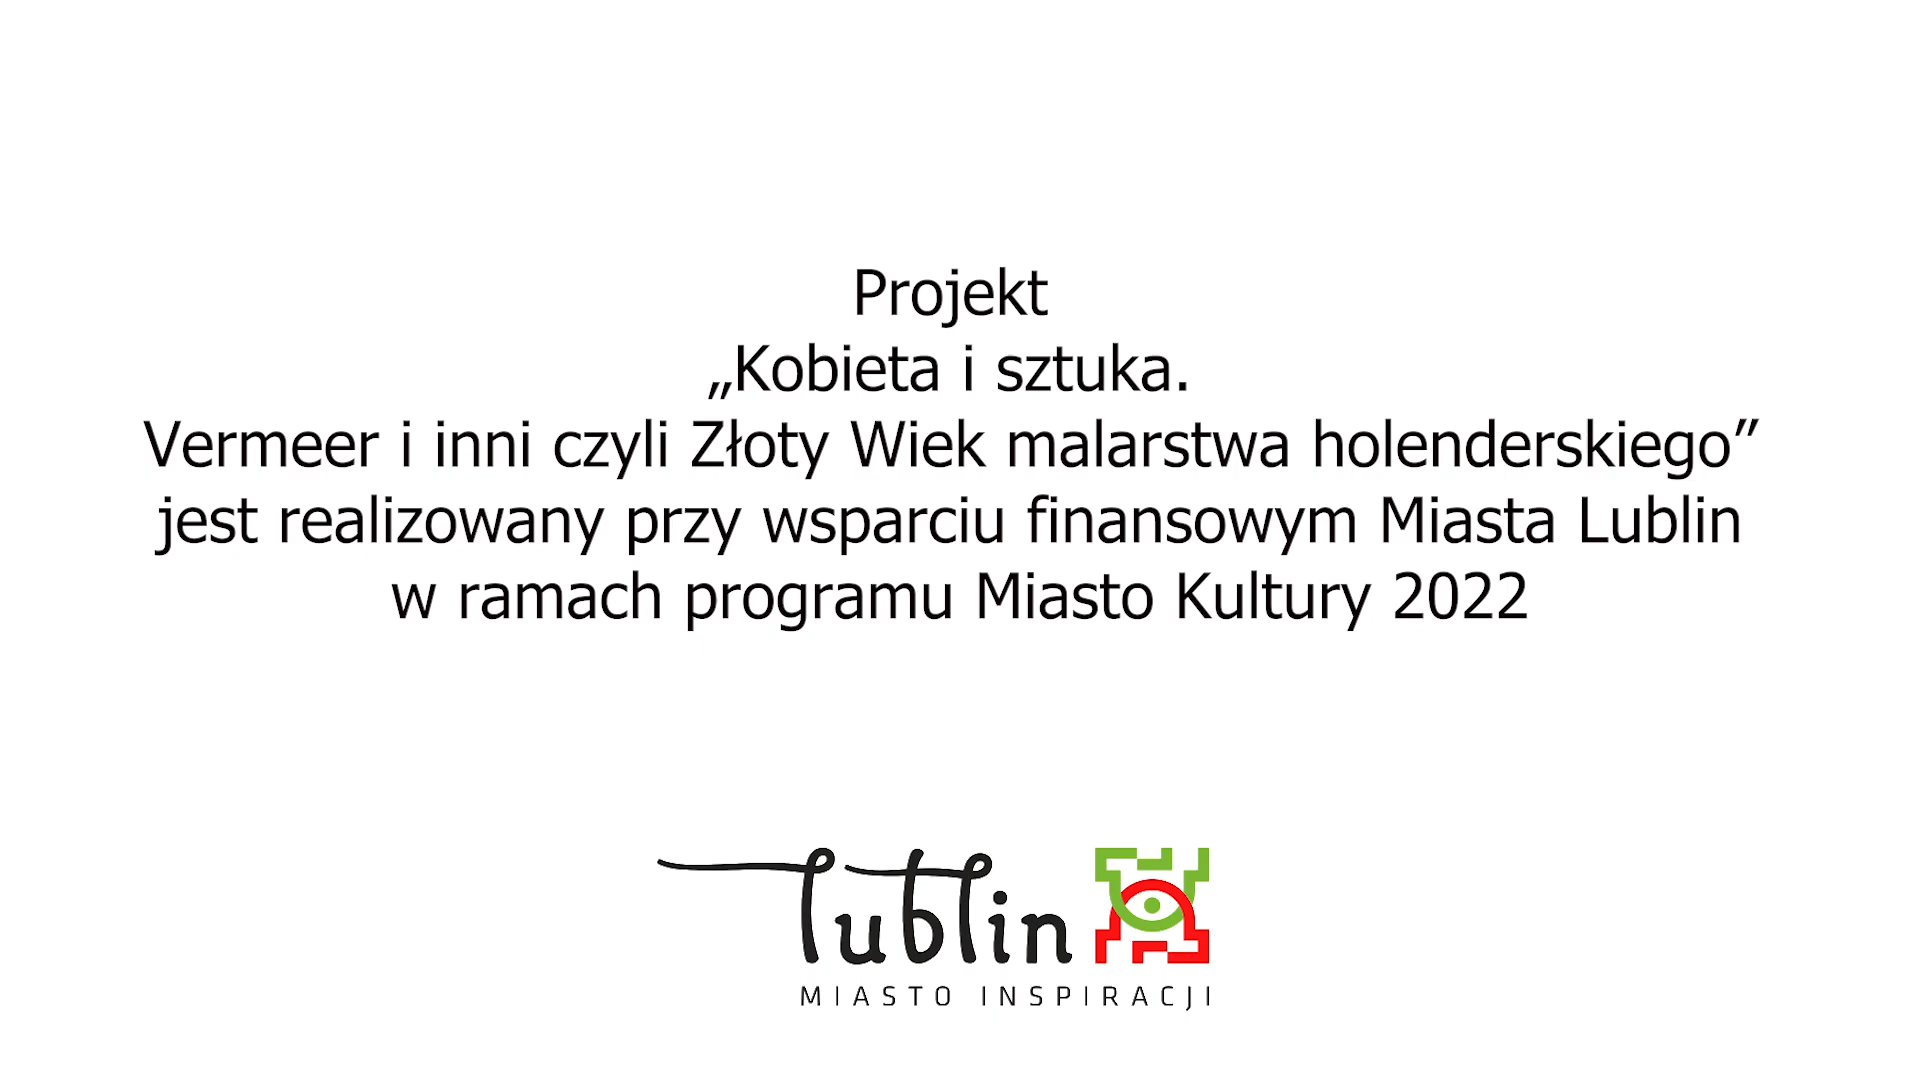 Projekt
„Kobieta i sztuka.
Vermeer i inni czyli Złoty Wiek malarstwa holenderskiego”
jest realizowany przy wsparciu finansowym Miasta Lublin
w ramach programu Miasto Kultury 2022
lublin
MIASTO INSPIRACJI